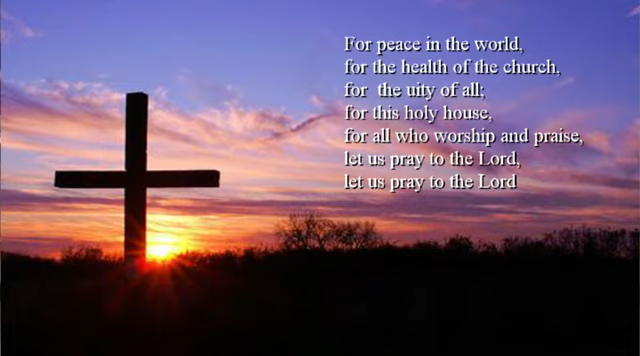 For peace in the world,
for the health of the church,
for  the uity of all;
for this holy house,
for all who worship and praise,
let us pray to the Lord,
let us pray to the Lord